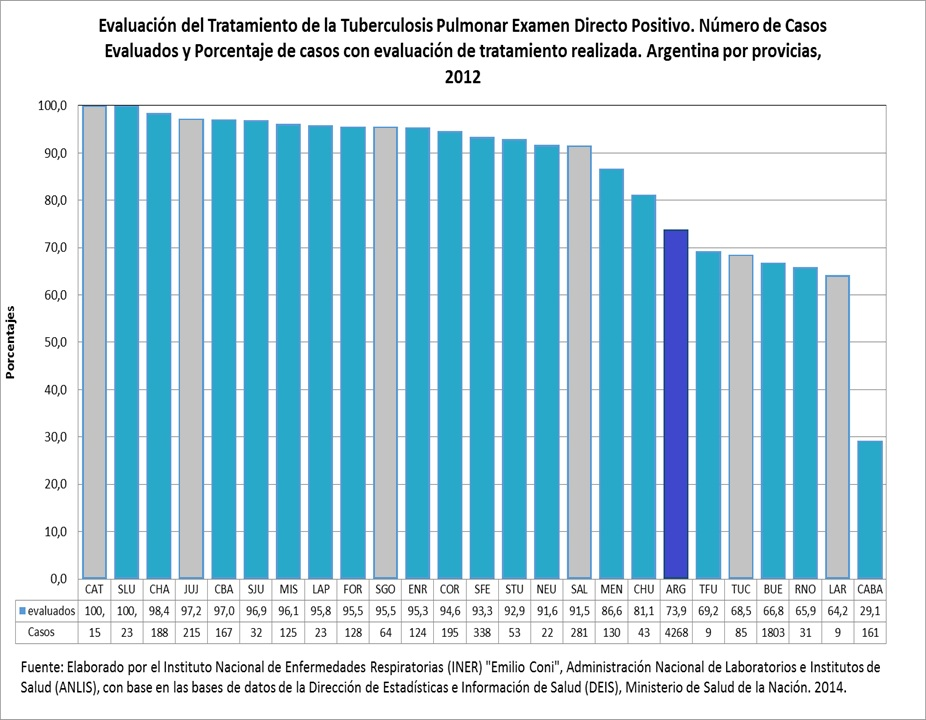 Evaluación del Tratamiento de la Tuberculosis Pulmonar Examen Directo Positivo. Número de Casos
Evaluados y Porcentaje de casos con evaluación de tratamiento realizada. Argentina por provicias,
2012
100,0
90,0
80,0
70,0
60,0
50,0
40,0
30,0
20,0
10,0
0,0
Porcentajes
CAT SLU CHA JUJ CBA SJU MIS LAP FOR SGO ENR COR SFE STU NEU SAL MEN CHU ARG TFU TUC BUE RNO LAR CABA
evaluados 100, 100, 98,4 97,2 97,0 96,9 96,1 95,8 95,5 95,5 95,3 94,6 93,3 92,9 91,6 91,5 86,6 81,1 73,9 69,2 68,5 66,8 65,9 64,2 29,1
Casos 15 23 188 215 167 32 125 23 128 64 124 195 338 53 22 281 130 43 4268 9 85 1803 31 9 161
Fuente: Elaborado por el Instituto Nacional de Enfermedades Respiratorias (INER) "Emilio Coni", Administración Nacional de Laboratorios e Institutos de
Salud (ANLIS), con base en las bases de datos de la Dirección de Estadísticas e Información de Salud (DEIS), Ministerio de Salud de la Nación. 2014.